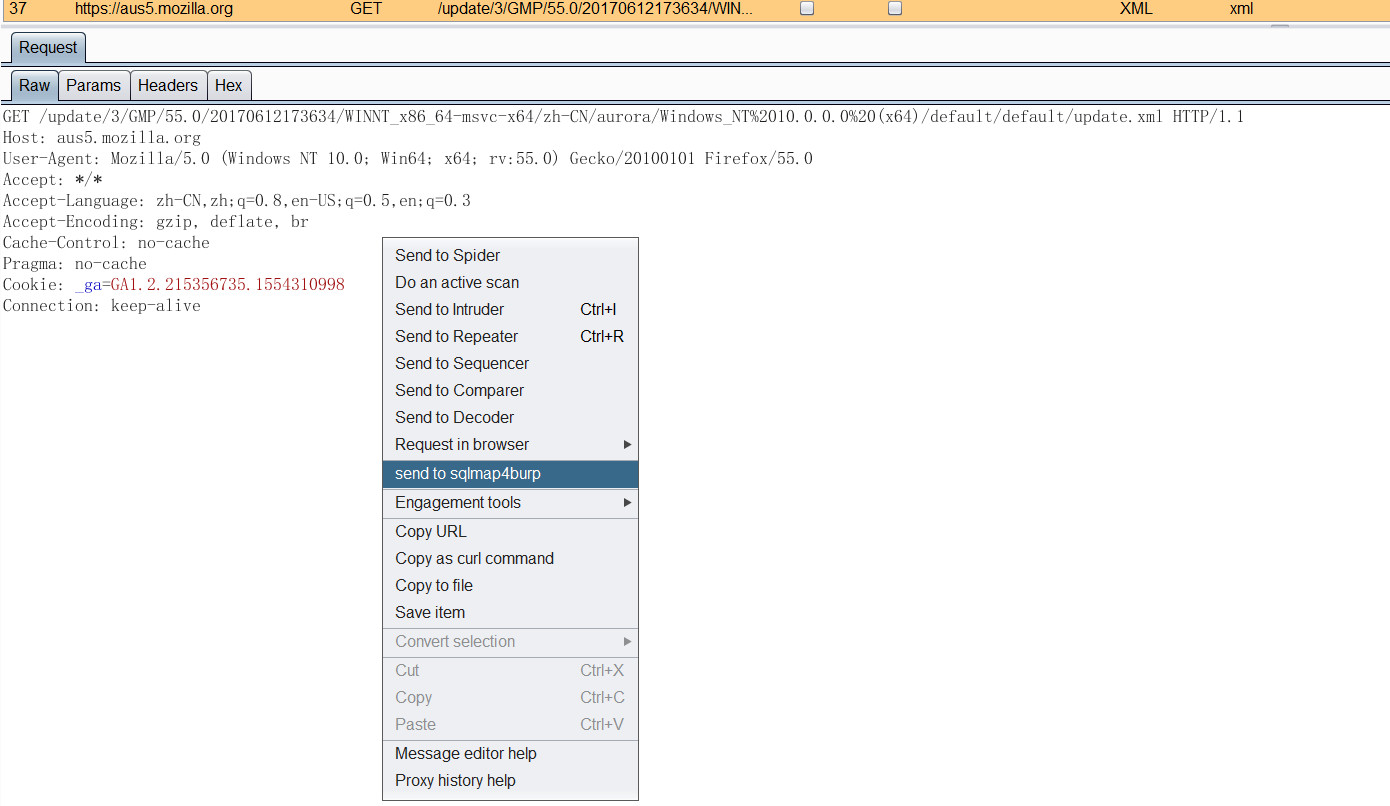 37 https://aus5.mozilla.org GET /update/3/GMP/55.0/20170612173634/WIN... XML xml
Request
Raw Params Headers Hex
GET /update/3/GMP/55.0/20170612173634/WINNT_x86_64-msvc-x64/zh-CN/aurora/Windows_NT%2010.0.0.0%20(x64)/default/default/update.xml HTTP/1.1
Host: aus5.mozilla.org
User-Agent: Mozilla/5.0 (Windows NT 10.0; Win64; x64; rv:55.0) Gecko/20100101 Firefox/55.0
Accept: */*
Accept-Language: zh-CN,zh;q=0.8,en-US;q=0.5,en;q=0.3
Accept-Encoding: gzip, deflate, br
Cache-Control: no-cache
Pragma: no-cache
Cookie: _ga=GA1.2.215356735.1554310998
Connection: keep-alive
Send to Spider
Do an active scan
Send to Intruder Ctrl+I
Send to Repeater Ctrl+R
Send to Sequencer
Send to Comparer
Send to Decoder
Request in browser
send to sqlmap4burp
Engagement tools
Copy URL
Copy as curl command
Copy to file
Save item
Convert selection
Cut Ctrl+X
Copy Ctrl+C
Paste Ctrl+V
Message editor help
Proxy history help